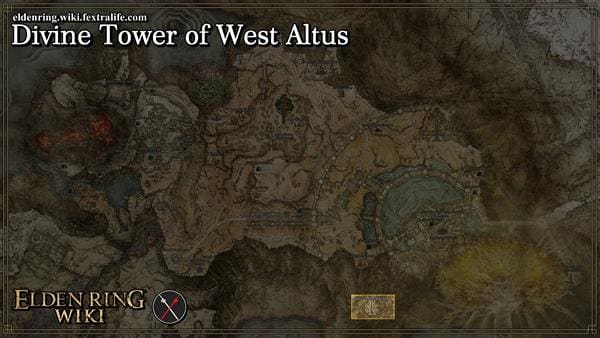 eldenring.wiki.fextralife.com
Divine Tower of West Altus
ELDEN RING
WIKI